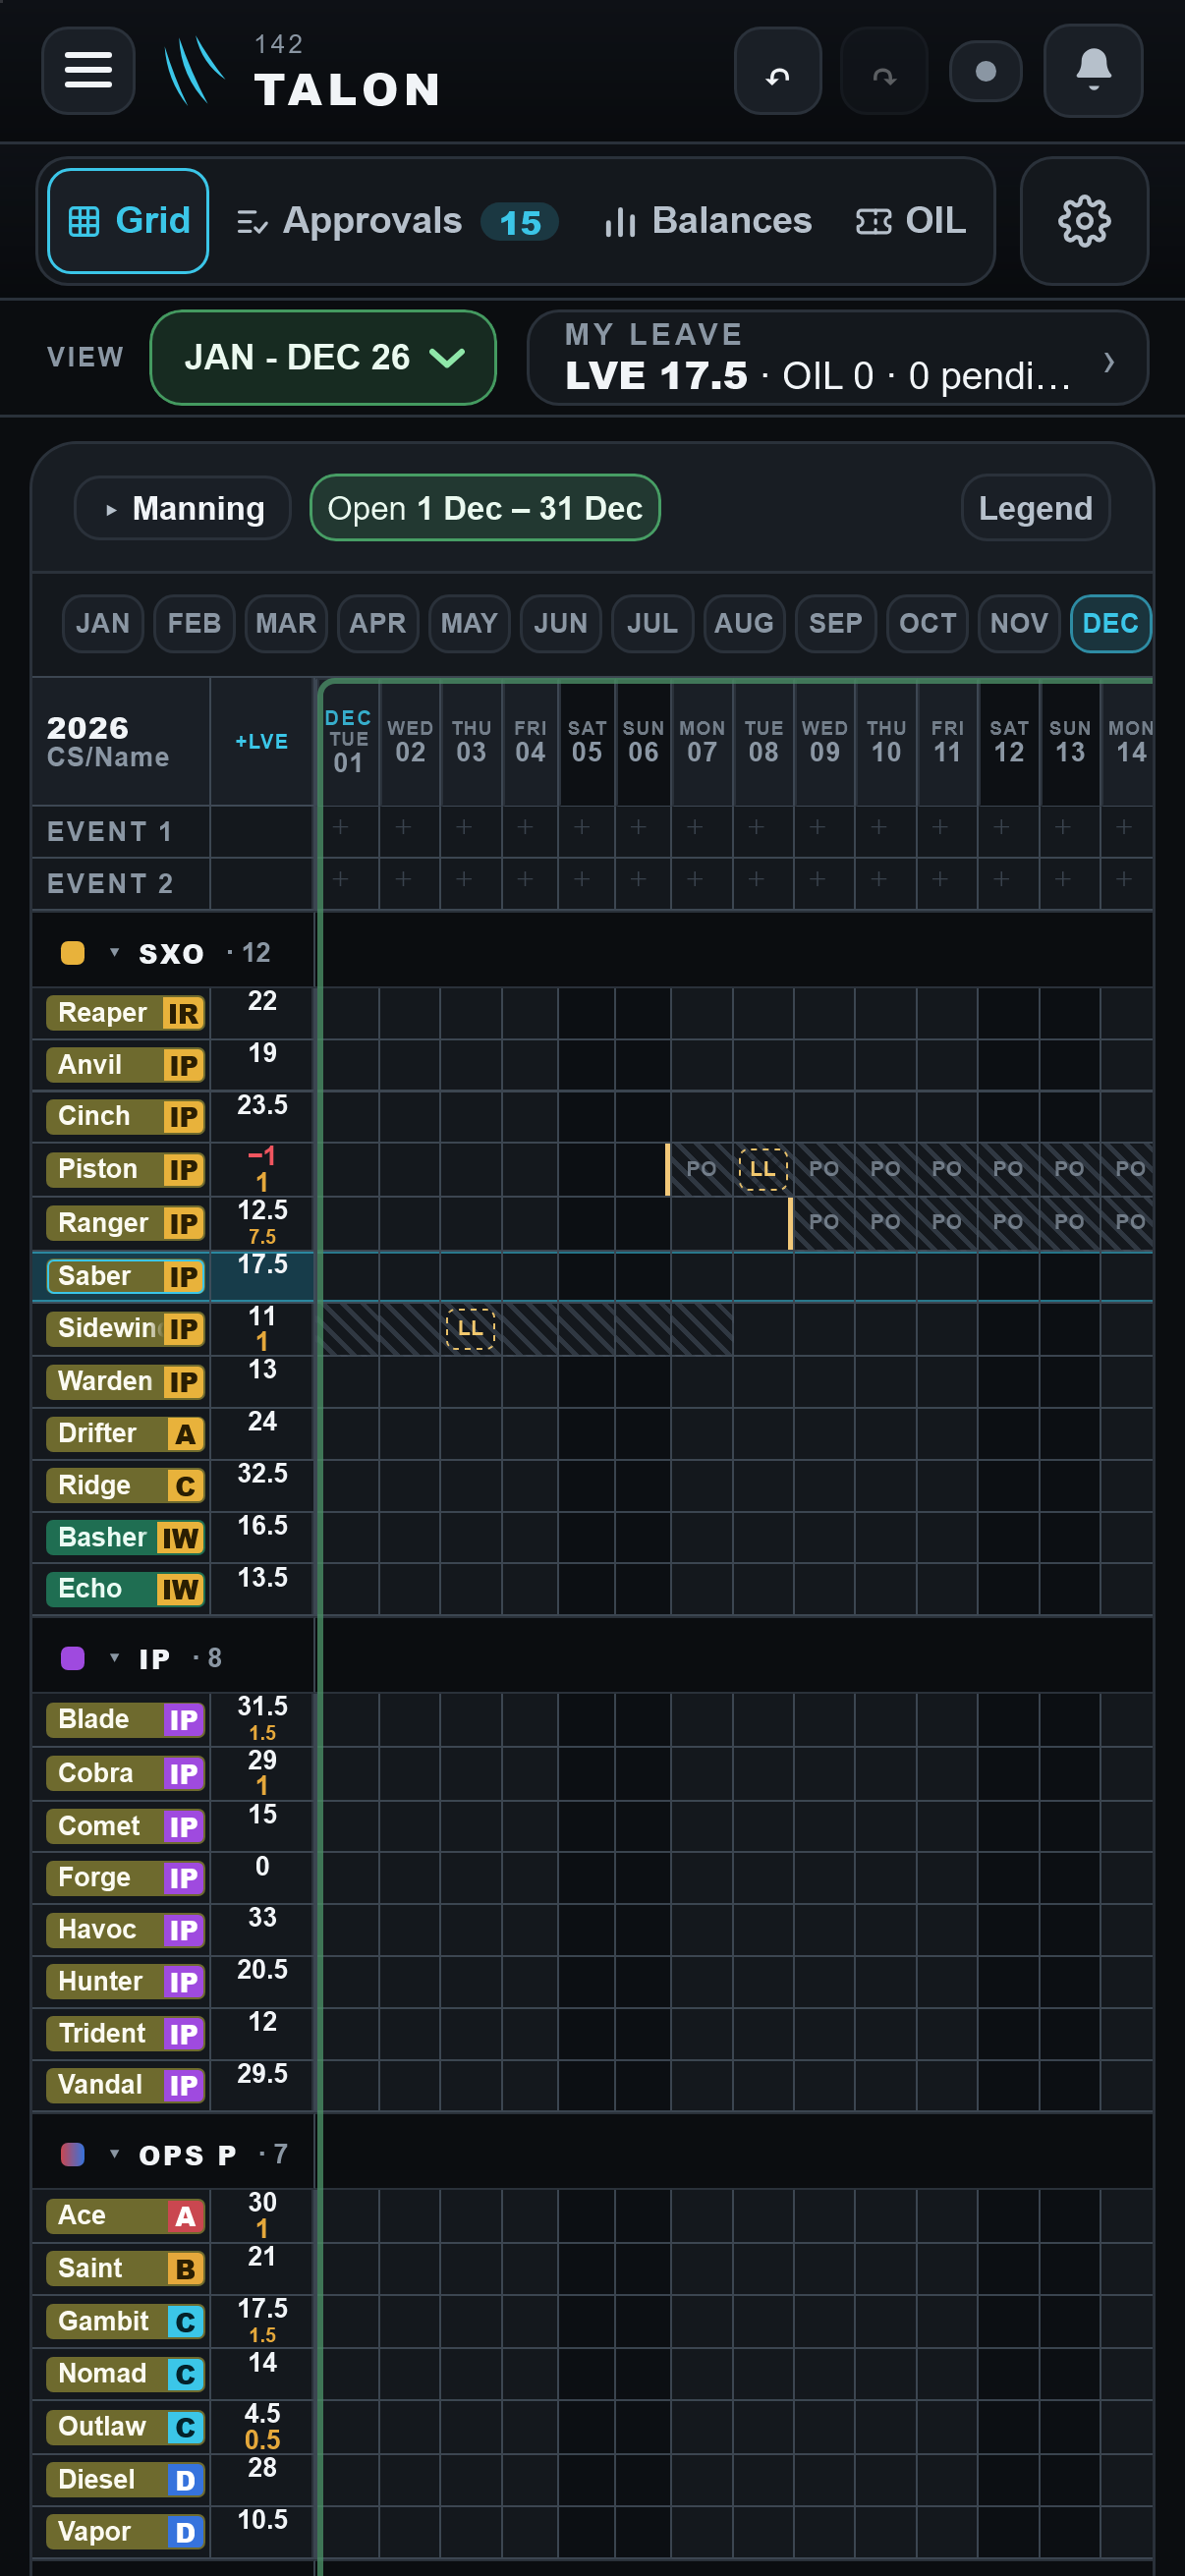 142
TALON
Grid Approvals 15 Balances OIL
VIEW JAN - DEC 26 MY LEAVE
LVE 17.5 · OIL 0 · 0 pendi… ›
▸ Manning Open 1 Dec – 31 Dec Legend
JAN FEB MAR APR MAY JUN JUL AUG SEP OCT NOV DEC
2026
CS/Name
+LVE
DEC
TUE WED THU FRI SAT SUN MON TUE WED THU FRI SAT SUN MON
01 02 03 04 05 06 07 08 09 10 11 12 13 14
EVENT 1 + + + + + + + + + + + + + +
EVENT 2 + + + + + + + + + + + + + +
▾ SXO · 12
Reaper IR 22
Anvil IP 19
Cinch IP 23.5
Piston IP −1 PO LL PO PO PO PO PO PO
1
Ranger IP 12.5 PO PO PO PO PO PO
7.5
Saber IP 17.5
Sidewin IP 11 LL
1
Warden IP 13
Drifter A 24
Ridge C 32.5
Basher IW 16.5
Echo IW 13.5
▾ IP · 8
Blade IP 31.5
1.5
Cobra IP 29
1
Comet IP 15
Forge IP 0
Havoc IP 33
Hunter IP 20.5
Trident IP 12
Vandal IP 29.5
▾ OPS P · 7
Ace A 30
1
Saint B 21
Gambit C 17.5
1.5
Nomad C 14
Outlaw C 4.5
0.5
Diesel D 28
Vapor D 10.5